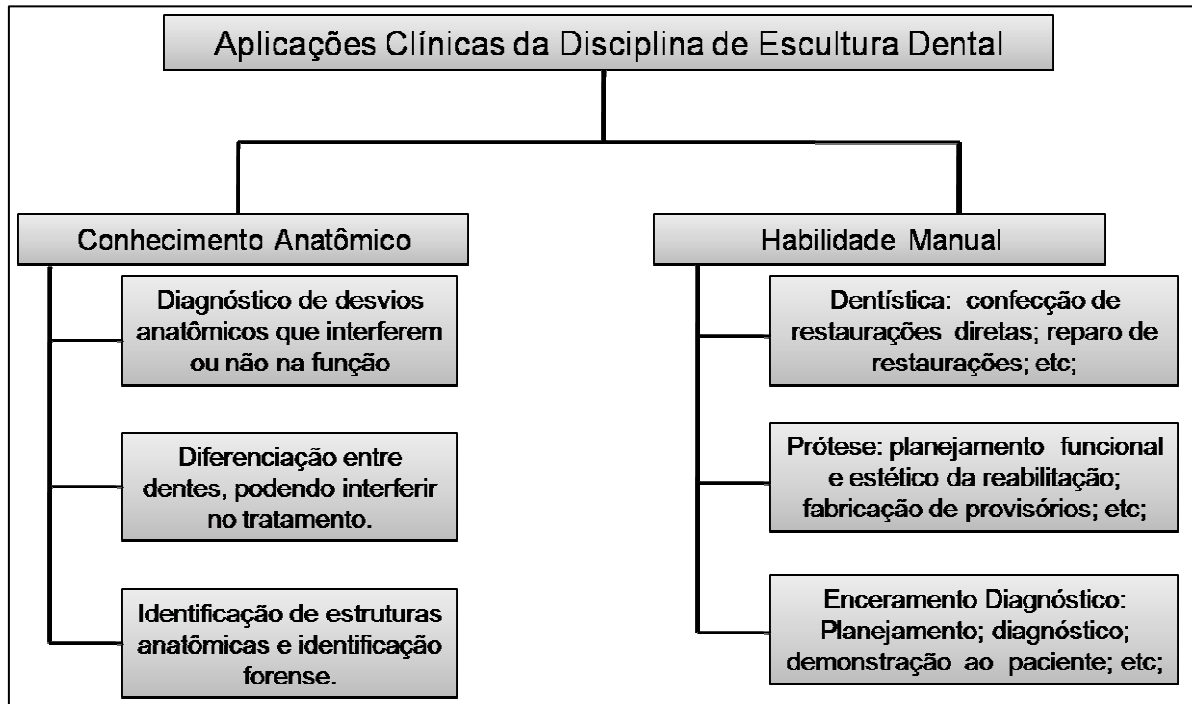 Aplicações Clínicas da Disciplina de Escultura Dental
Conhecimento Anatômico
Diagnóstico de desvios
anatômicos que interferem
ou não na função
Diferenciação entre
dentes, podendo interferir
no tratamento.
Identificação de estruturas
anatômicas e identificação
forense.
Habilidade Manual
Dentística: confecção de
restaurações diretas; reparo de
restaurações; etc;
Prótese: planejamento funcional
e estético da reabilitação;
fabricação de provisórios; etc;
Enceramento Diagnóstico:
Planejamento; diagnóstico;
demonstração ao paciente; etc;